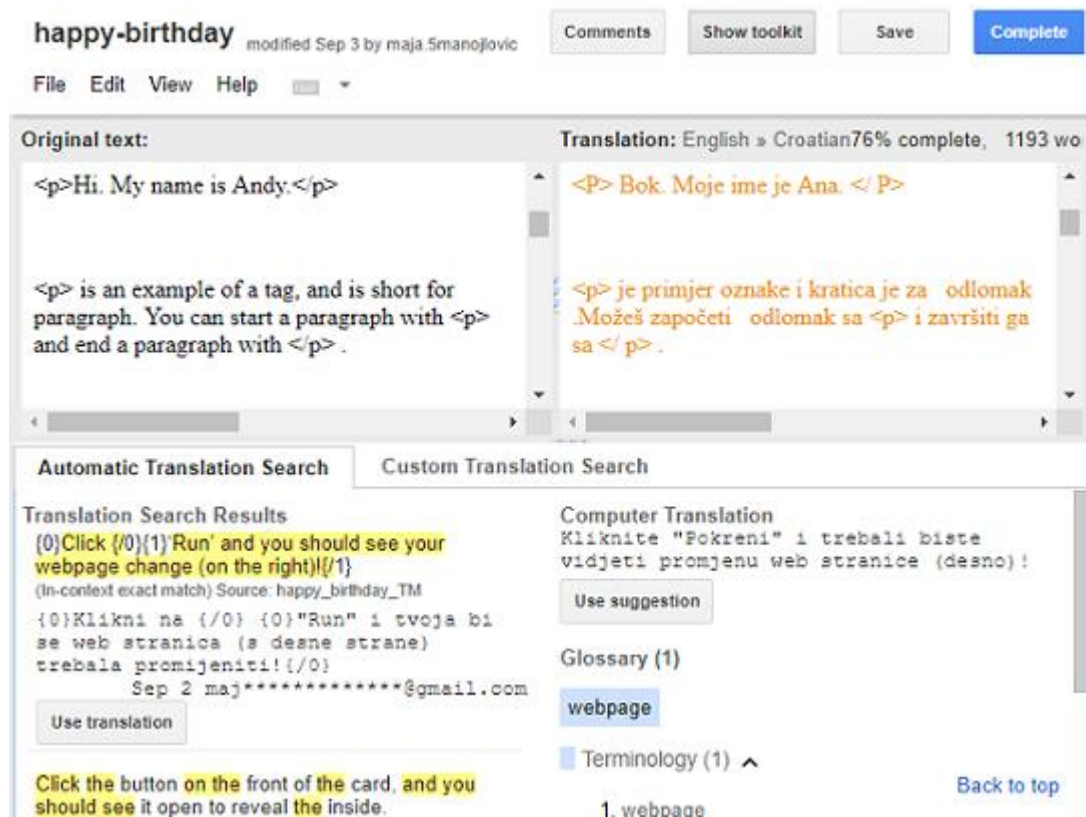 happy-birthday modified Sep 3 by maja.5manojlovic
Comments
Show toolkit
Save
Complete
File Edit View Help
Original text:
<p>Hi. My name is Andy.</p>
<p> is an example of a tag, and is short for
paragraph. You can start a paragraph with <p>
and end a paragraph with </p> .
Translation: English » Croatian76% complete, 1193 wo
<P> Bok. Moje ime je Ana. </ P>
<p> je primjer oznake i kratica je za odlomak
.Možeš započeti odlomak sa <p> i završiti ga
sa </ p> .
Automatic Translation Search
Custom Translation Search
Translation Search Results
{0}Click {/0}{1}'Run' and you should see your
webpage change (on the right)!{/1}
(In-context exact match) Source: happy_birthday_TM
{0}Klikni na {/0} {0}"Run" i tvoja bi
se web stranica (s desne strane)
trebala promijeniti!{/0}
Sep 2 maj*************@gmail.com
Use translation
Click the button on the front of the card, and you
should see it open to reveal the inside.
Computer Translation
Kliknite "Pokreni" i trebali biste
vidjeti promjenu web stranice (desno)!
Use suggestion
Glossary (1)
webpage
Terminology (1)
1. webpage
Back to top